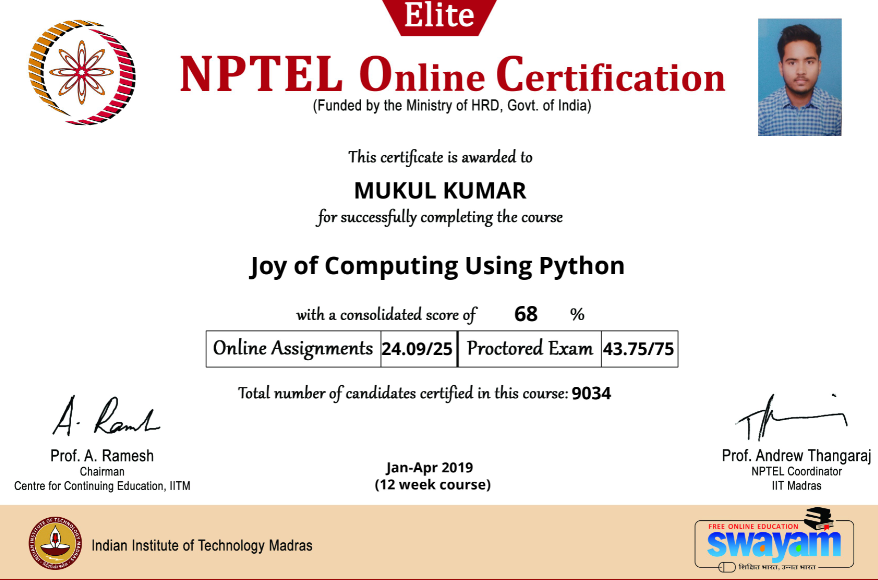 Elite
NPTEL Online Certification
(Funded by the Ministry of HRD, Govt. of India)
This certificate is awarded to
MUKUL KUMAR
for successfully completing the course
Joy of Computing Using Python
with a consolidated score of 68 %
Online Assignments 24.09/25 Proctored Exam 43.75/75
Total number of candidates certified in this course: 9034
A. Ramesh
Prof. A. Ramesh
Chairman
Centre for Continuing Education, IITM
Jan-Apr 2019
(12 week course)
Prof. Andrew Thangaraj
NPTEL Coordinator
IIT Madras
Indian Institute of Technology Madras
FREE ONLINE EDUCATION
swayam
शिक्षित भारत, उन्नत भारत